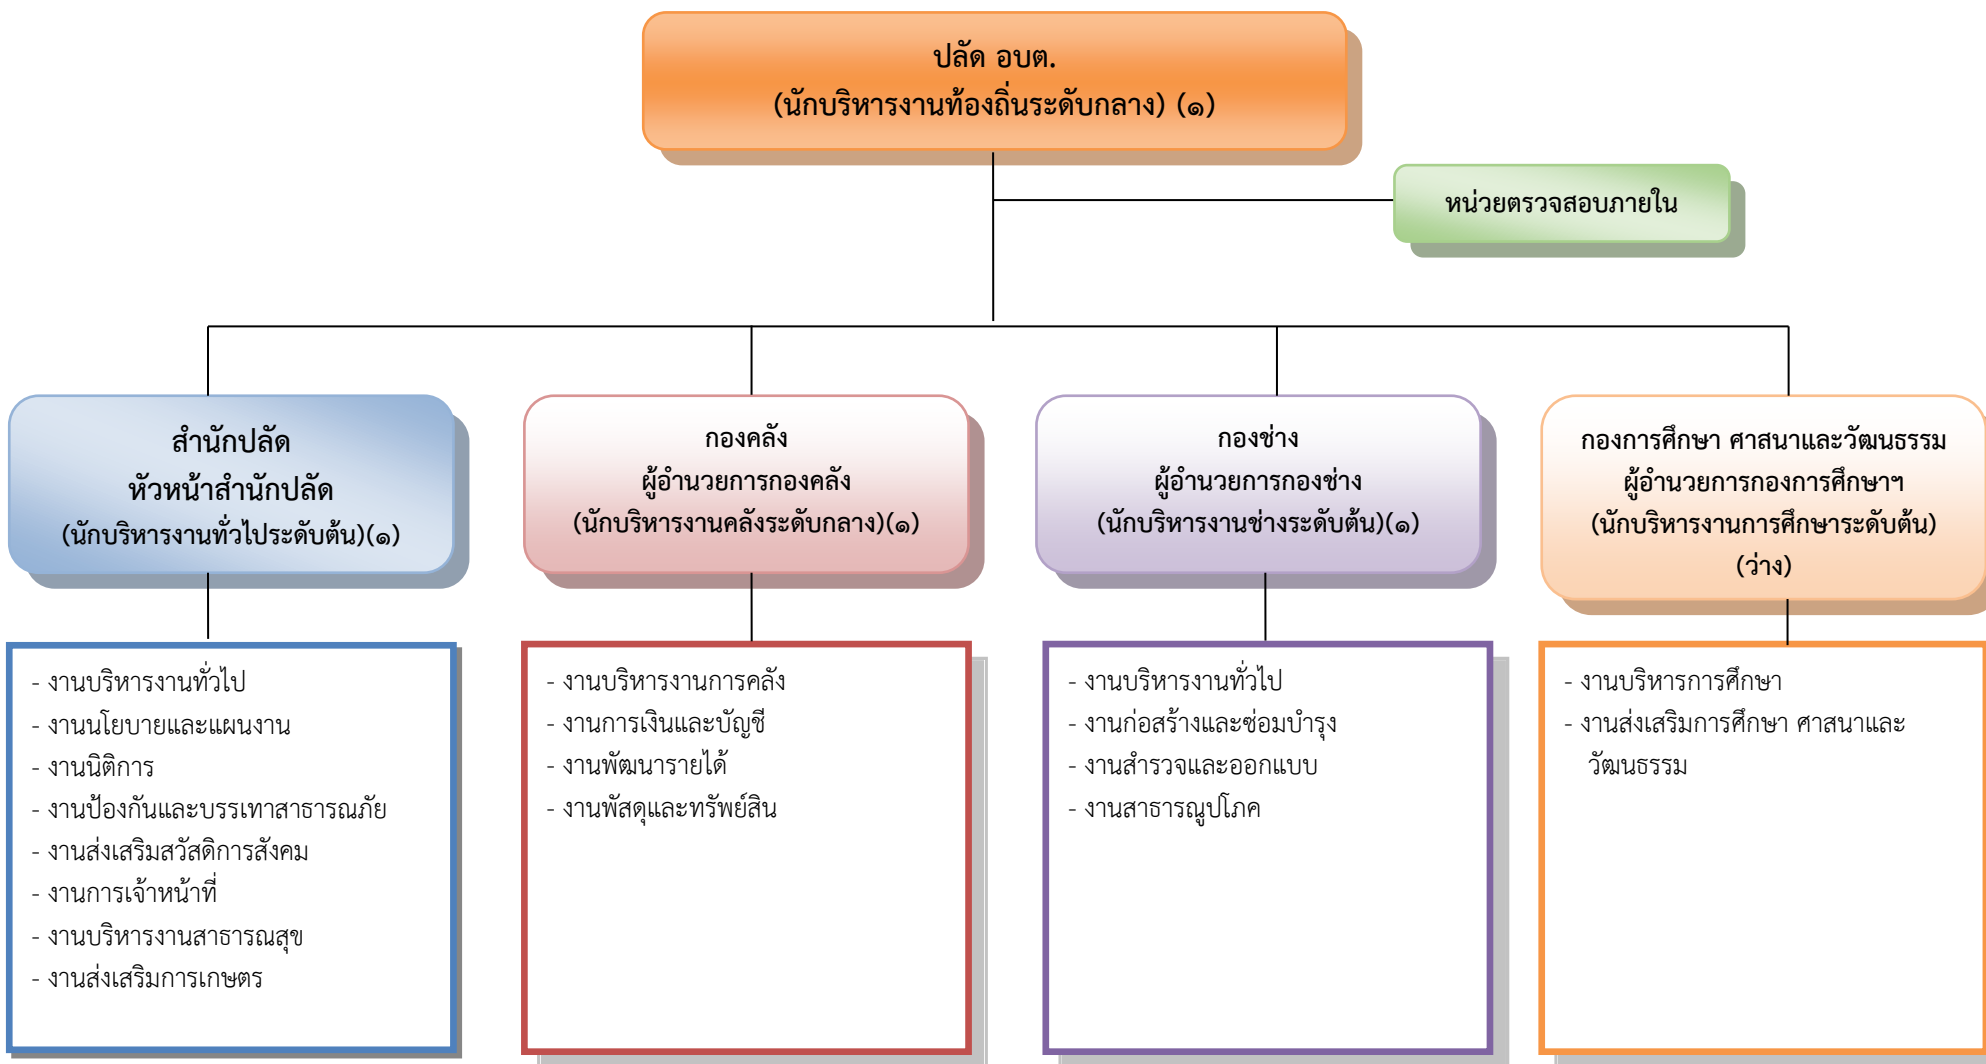 ปลัด อบต.
(นักบริหารงานท้องถิ่นระดับกลาง) (๑)
หน่วยตรวจสอบภายใน
สำนักปลัด
หัวหน้าสำนักปลัด
(นักบริหารงานทั่วไประดับต้น)(๑)
กองคลัง
ผู้อำนวยการกองคลัง
(นักบริหารงานคลังระดับกลาง)(๑)
กองช่าง
ผู้อำนวยการกองช่าง
(นักบริหารงานช่างระดับต้น)(๑)
กองการศึกษา ศาสนาและวัฒนธรรม
ผู้อำนวยการกองการศึกษาฯ
(นักบริหารงานการศึกษาระดับต้น)
(ว่าง)
- งานบริหารงานทั่วไป
- งานนโยบายและแผนงาน
- งานนิติการ
- งานป้องกันและบรรเทาสาธารณภัย
- งานส่งเสริมสวัสดิการสังคม
- งานการเจ้าหน้าที่
- งานบริหารงานสาธารณสุข
- งานส่งเสริมการเกษตร
- งานบริหารงานการคลัง
- งานการเงินและบัญชี
- งานพัฒนารายได้
- งานพัสดุและทรัพย์สิน
- งานบริหารงานทั่วไป
- งานก่อสร้างและซ่อมบำรุง
- งานสำรวจและออกแบบ
- งานสาธารณูปโภค
- งานบริหารการศึกษา
- งานส่งเสริมการศึกษา ศาสนาและ
วัฒนธรรม